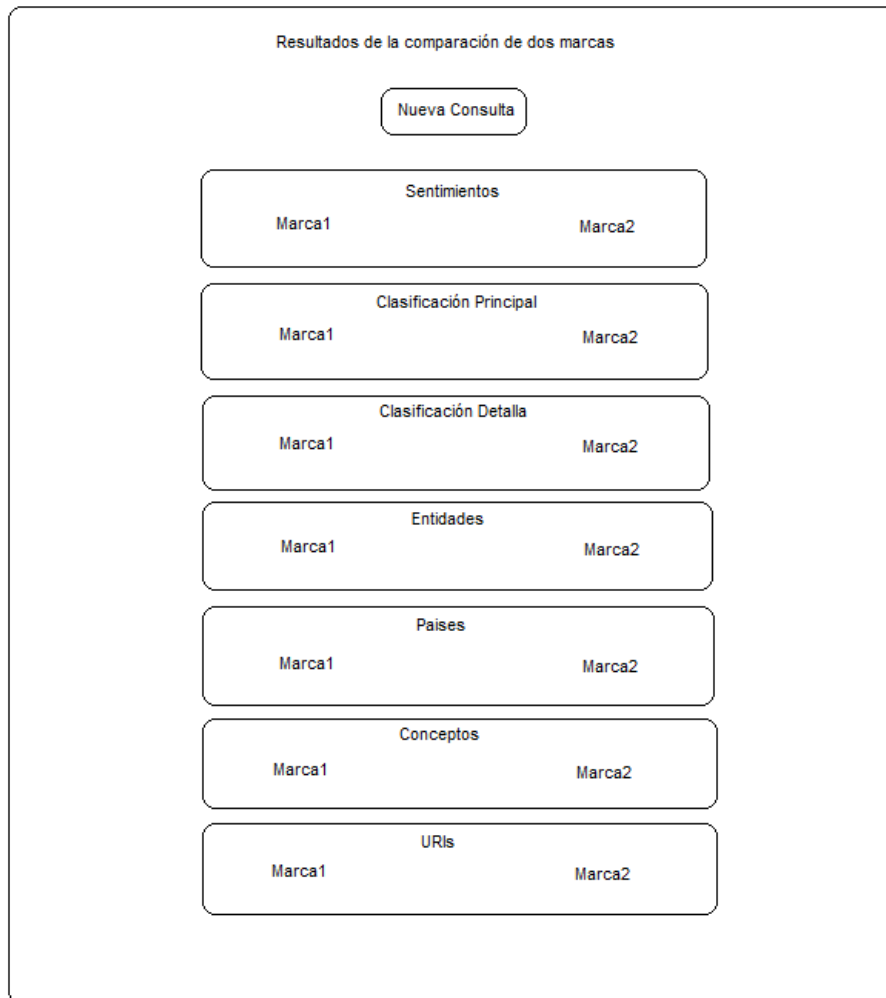 Resultados de la comparación de dos marcas
Nueva Consulta
Sentimientos
Marca1 Marca2
Clasificación Principal
Marca1 Marca2
Clasificación Detalla
Marca1 Marca2
Entidades
Marca1 Marca2
Paises
Marca1 Marca2
Conceptos
Marca1 Marca2
URIs
Marca1 Marca2